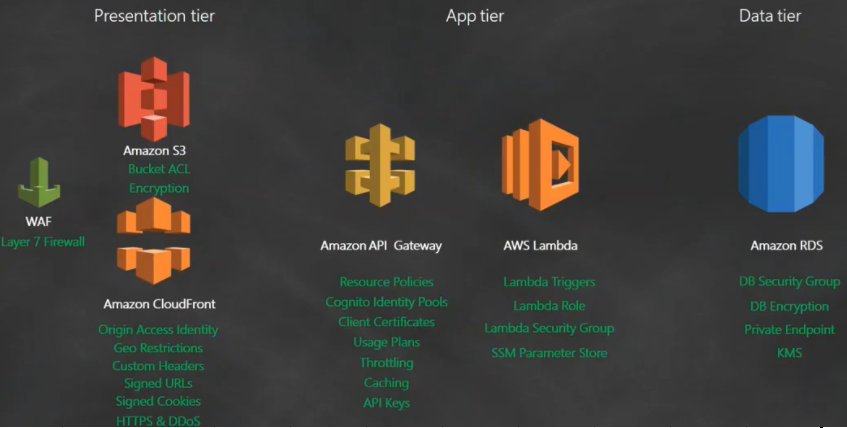 Presentation tier
App tier
Data tier
Amazon S3
Bucket ACL
Encryption
WAF
Layer 7 Firewall
Amazon CloudFront
Origin Access Identity
Geo Restrictions
Custom Headers
Signed URLs
Signed Cookies
HTTPS & DDoS
Amazon API Gateway
Resource Policies
Cognito Identity Pools
Client Certificates
Usage Plans
Throttling
Caching
API Keys
AWS Lambda
Lambda Triggers
Lambda Role
Lambda Security Group
SSM Parameter Store
Amazon RDS
DB Security Group
DB Encryption
Private Endpoint
KMS